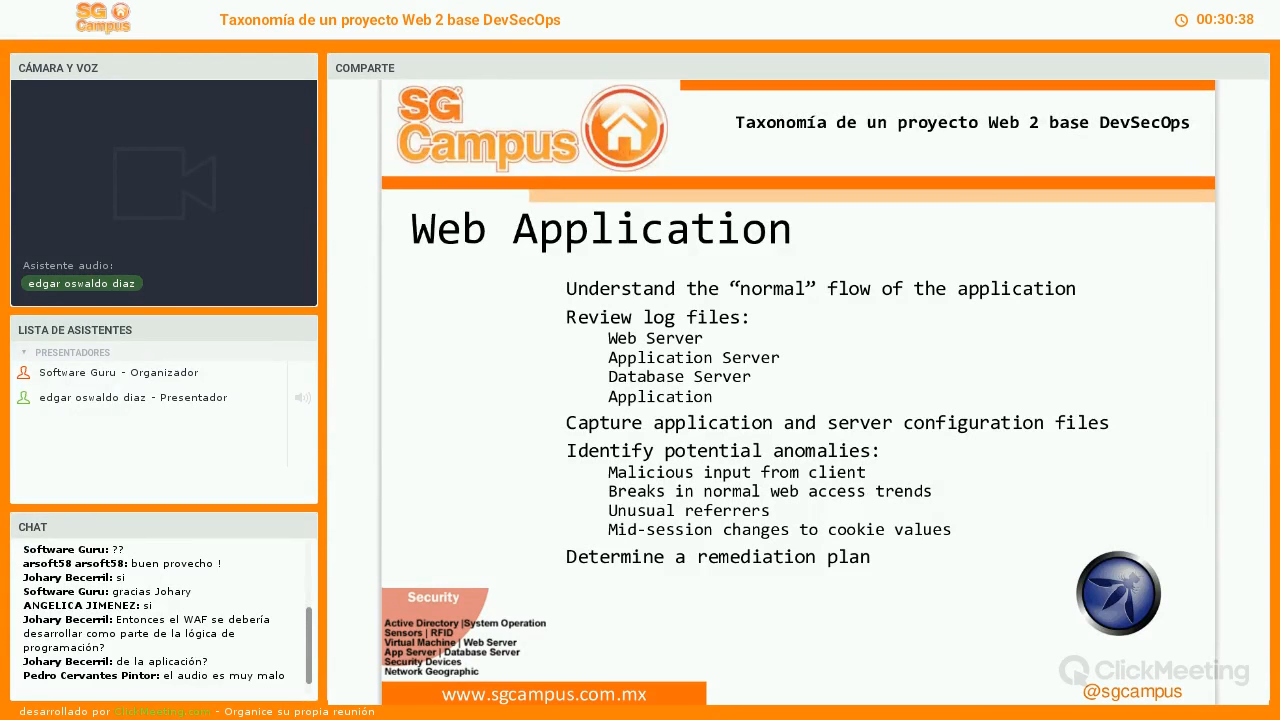 SG
Campus
Taxonomía de un proyecto Web 2 base DevSecOps
00:30:38
CÁMARA Y VOZ
Asistente audio:
edgar oswaldo diaz
LISTA DE ASISTENTES
PRESENTADORES
Software Guru - Organizador
edgar oswaldo diaz - Presentador
CHAT
Software Guru: ??
arsoft58 arsoft58: buen provecho !
Johary Becerril: si
Software Guru: gracias Johary
ANGELICA JIMENEZ: si
Johary Becerril: Entonces el WAF se debería
desarrollar como parte de la lógica de
programación?
Johary Becerril: de la aplicación?
Pedro Cervantes Pintor: el audio es muy malo
COMPARTE
SG
Campus
Taxonomía de un proyecto Web 2 base DevSecOps
Web Application
Understand the “normal” flow of the application
Review log files:
Web Server
Application Server
Database Server
Application
Capture application and server configuration files
Identify potential anomalies:
Malicious input from client
Breaks in normal web access trends
Unusual referrers
Mid-session changes to cookie values
Determine a remediation plan
Security
Active Directory |System Operation
Sensors | RFID
Virtual Machine | Web Server
App Server | Database Server
Security Devices
Network Geographic
www.sgcampus.com.mx
ClickMeeting
@sgcampus
desarrollado por ClickMeeting.com - Organice su propia reunión